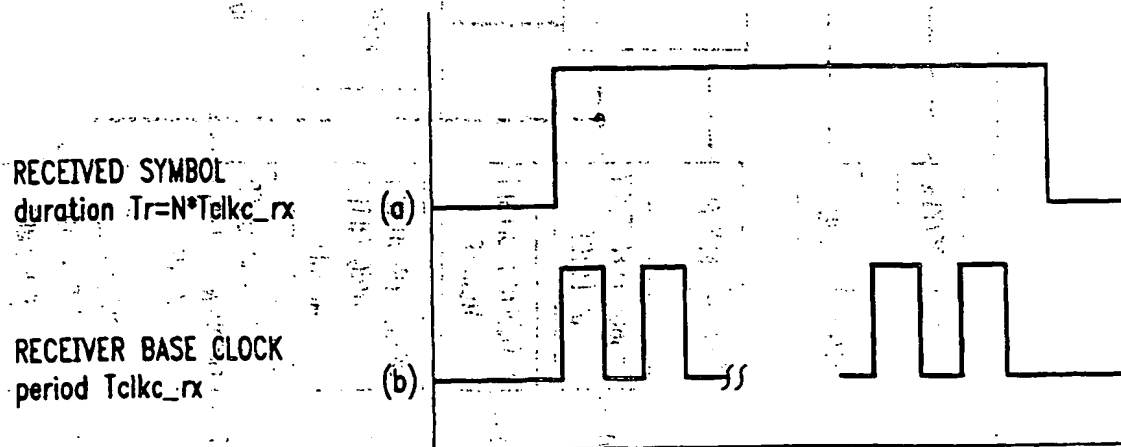 RECEIVED SYMBOL
duration Tr=N*Tclkc_rx
(a)
RECEIVER BASE CLOCK
period Tclkc_rx
(b)